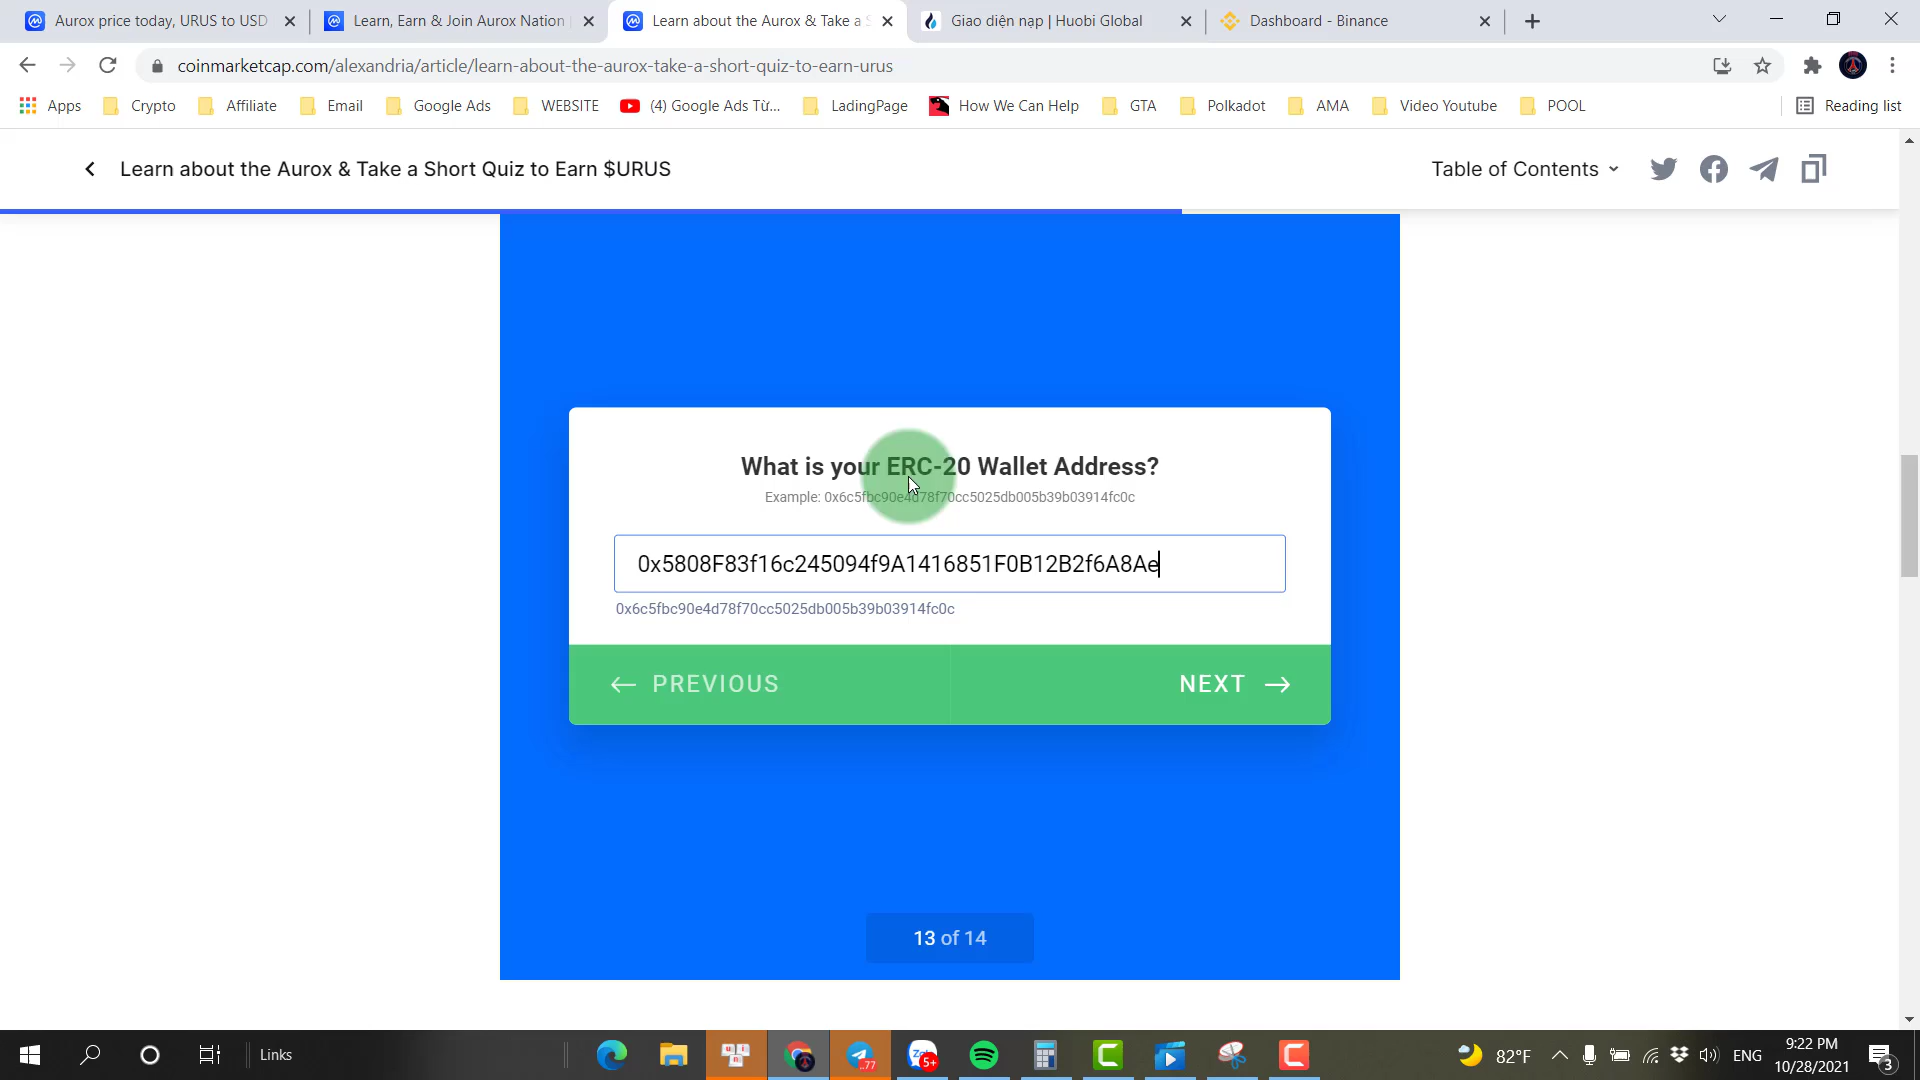 Aurox price today, URUS to USD
Learn, Earn & Join Aurox Nation
Learn about the Aurox & Take a S
Giao diện nạp | Huobi Global
Dashboard - Binance
coinmarketcap.com/alexandria/article/learn-about-the-aurox-take-a-short-quiz-to-earn-urus
Apps
Crypto
Affiliate
Email
Google Ads
WEBSITE
(4) Google Ads Từ...
LadingPage
How We Can Help
GTA
Polkadot
AMA
Video Youtube
POOL
Reading list
Learn about the Aurox & Take a Short Quiz to Earn $URUS
Table of Contents
What is your ERC-20 Wallet Address?
Example: 0x6c5fbc90e4d78f70cc5025db005b39b03914fc0c
0x5808F83f16c245094f9A1416851F0B12B2f6A8Ae
0x6c5fbc90e4d78f70cc5025db005b39b03914fc0c
← PREVIOUS
NEXT →
13 of 14
Links
77
5+
82°F
ENG
9:22 PM
10/28/2021
3